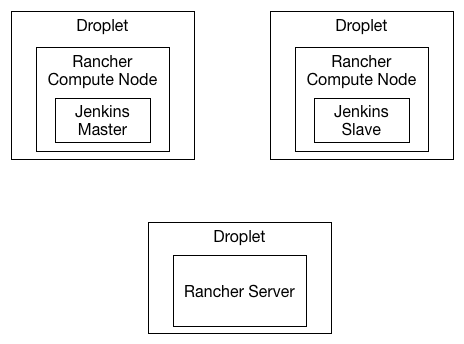 Droplet
Rancher
Compute Node
Jenkins
Master
Droplet
Rancher
Compute Node
Jenkins
Slave
Droplet
Rancher Server